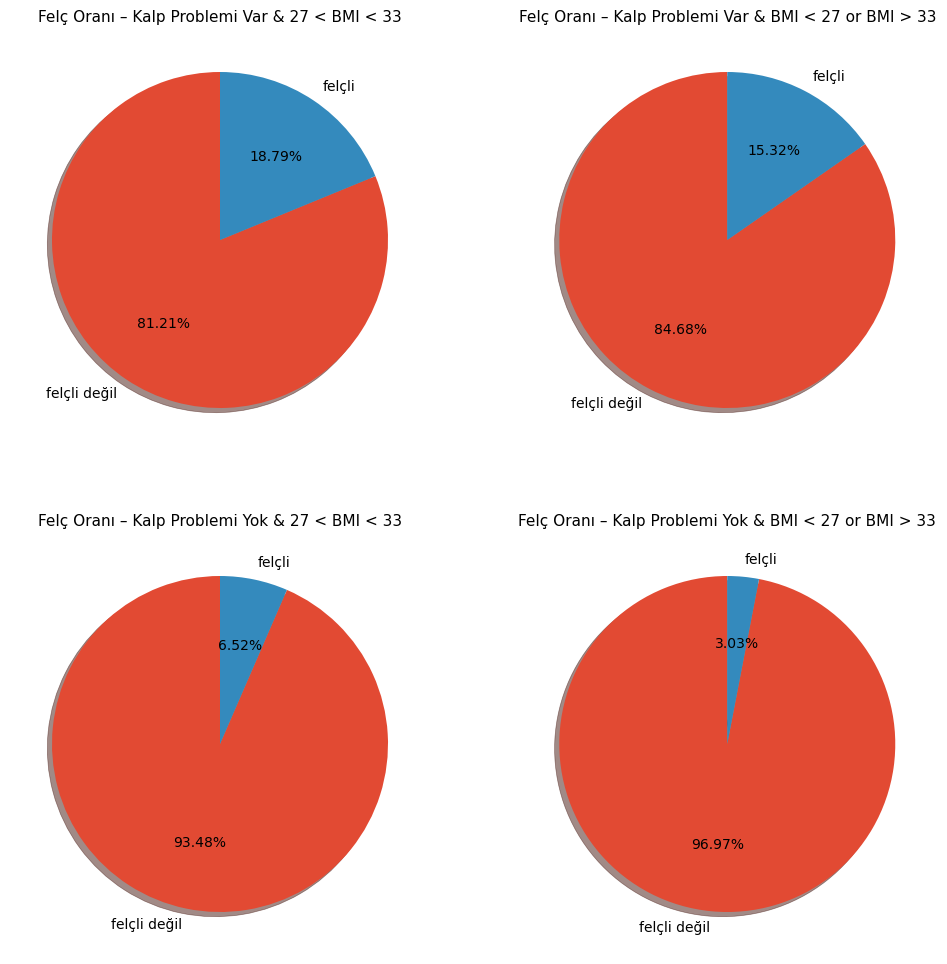 Felç Oranı – Kalp Problemi Var & 27 < BMI < 33
felçli
18.79%
81.21%
felçli değil
Felç Oranı – Kalp Problemi Var & BMI < 27 or BMI > 33
felçli
15.32%
84.68%
felçli değil
Felç Oranı – Kalp Problemi Yok & 27 < BMI < 33
felçli
6.52%
93.48%
felçli değil
Felç Oranı – Kalp Problemi Yok & BMI < 27 or BMI > 33
felçli
3.03%
96.97%
felçli değil